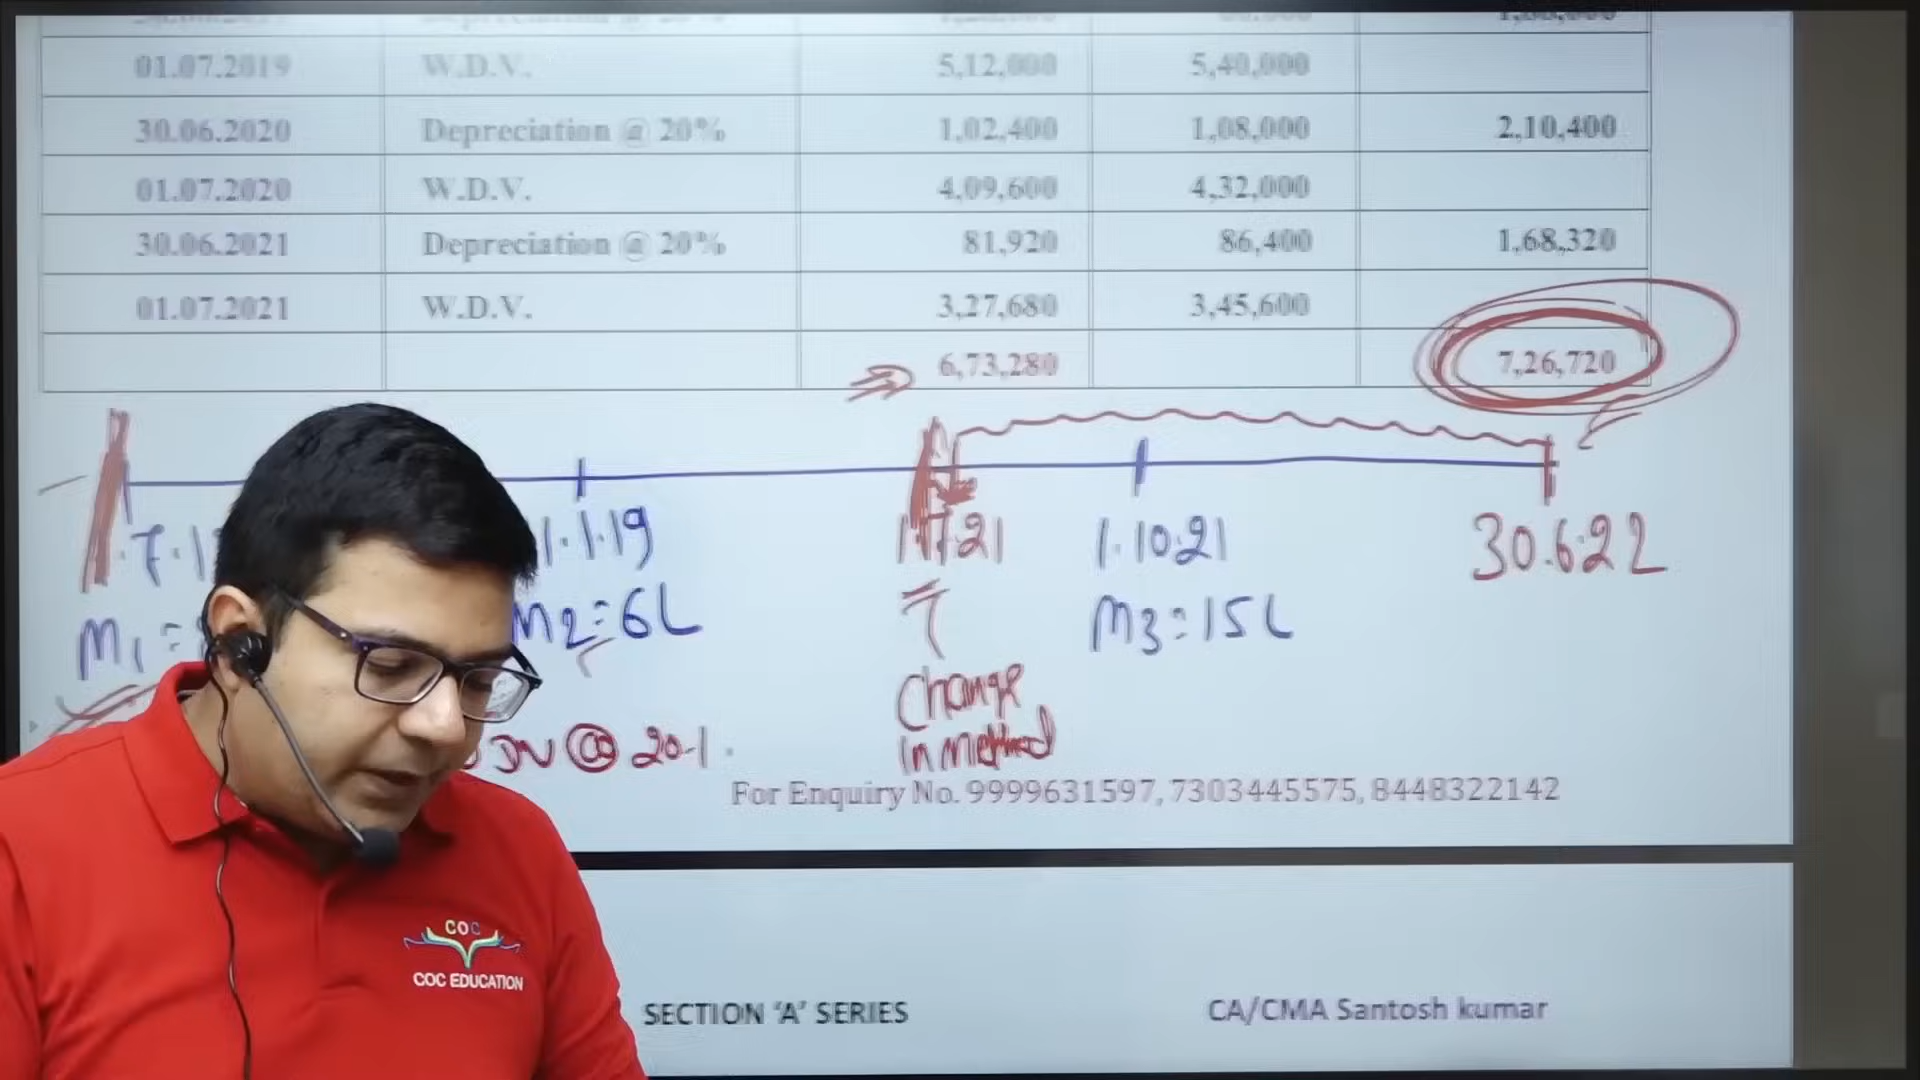 01.07.2019 W.D.V. 5,12,000 5,40,000
30.06.2020 Depreciation @ 20% 1,02,400 1,08,000 2,10,400
01.07.2020 W.D.V. 4,09,600 4,32,000
30.06.2021 Depreciation @ 20% 81,920 86,400 1,68,320
01.07.2021 W.D.V. 3,27,680 3,45,600
6,73,280 7,26,720
1.1.19 1.7.21 1.10.21 30.6.22
M1= M2=6L M3=15L
Change
in Method
@ 20%
For Enquiry No. 9999631597, 7303445575, 8448322142
COC
COC EDUCATION
SECTION 'A' SERIES CA/CMA Santosh kumar